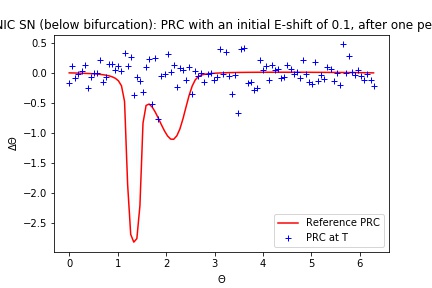 NIC SN (below bifurcation): PRC with an initial E-shift of 0.1, after one pe
0.5
0.0
−0.5
−1.0
−1.5
−2.0
−2.5
ΔΘ
Reference PRC
PRC at T
0 1 2 3 4 5 6
Θ